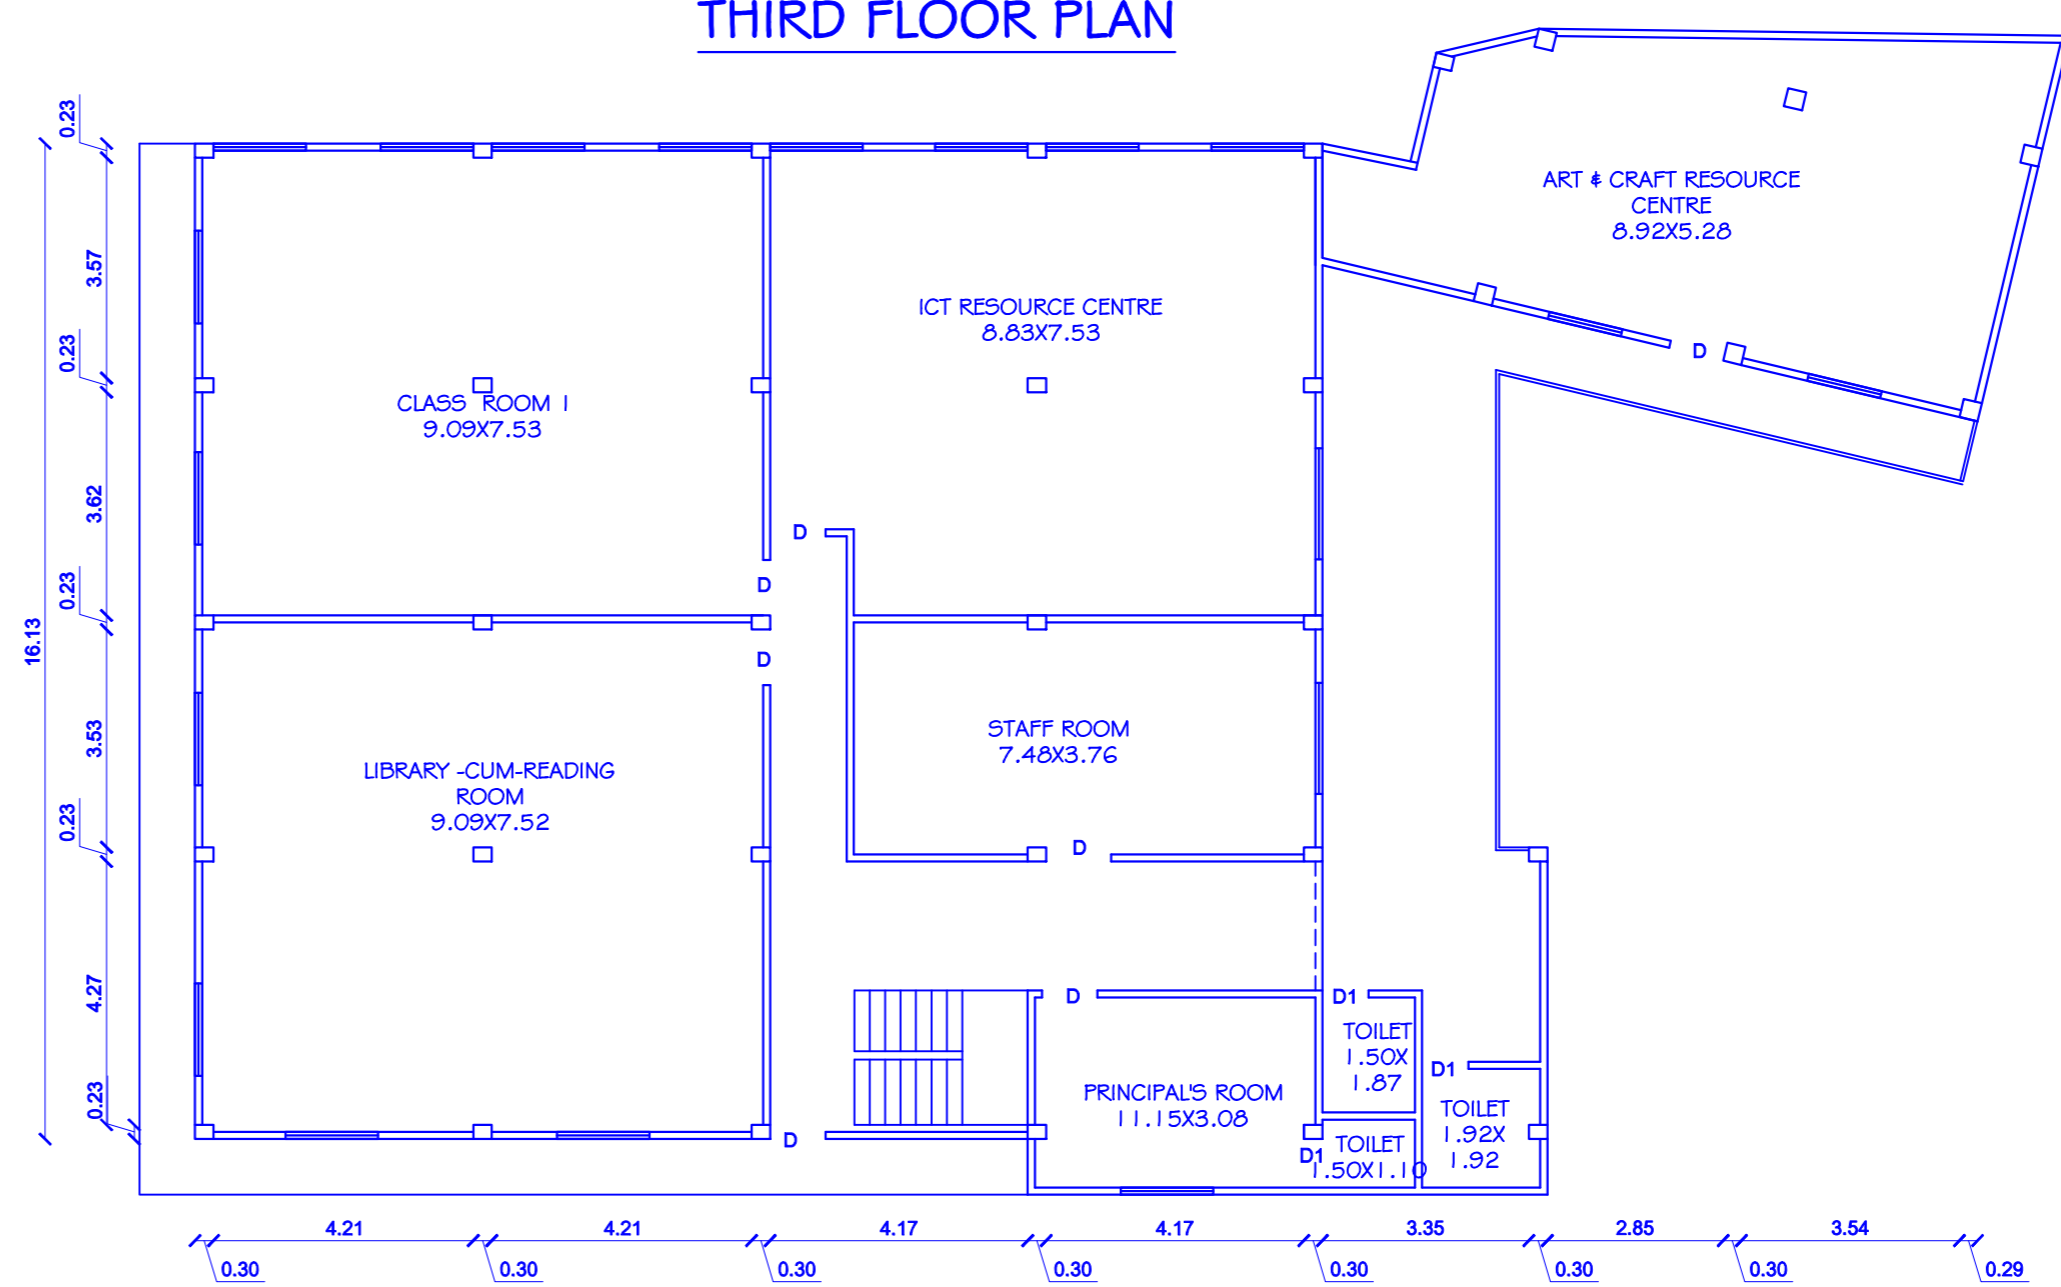 THIRD FLOOR PLAN
0.23
3.57
0.23
3.62
0.23
16.13
3.53
0.23
4.27
0.23
CLASS ROOM 1
9.09X7.53
ICT RESOURCE CENTRE
8.83X7.53
ART & CRAFT RESOURCE
CENTRE
8.92X5.28
D
D
D
D
LIBRARY -CUM-READING
ROOM
9.09X7.52
STAFF ROOM
7.48X3.76
D
D
D1
TOILET
1.50X
1.87
D1
PRINCIPAL'S ROOM
11.15X3.08
TOILET
1.92X
1.92
D
D1
TOILET
1.50X1.10
4.21
4.21
4.17
4.17
3.35
2.85
3.54
0.30
0.30
0.30
0.30
0.30
0.30
0.30
0.29